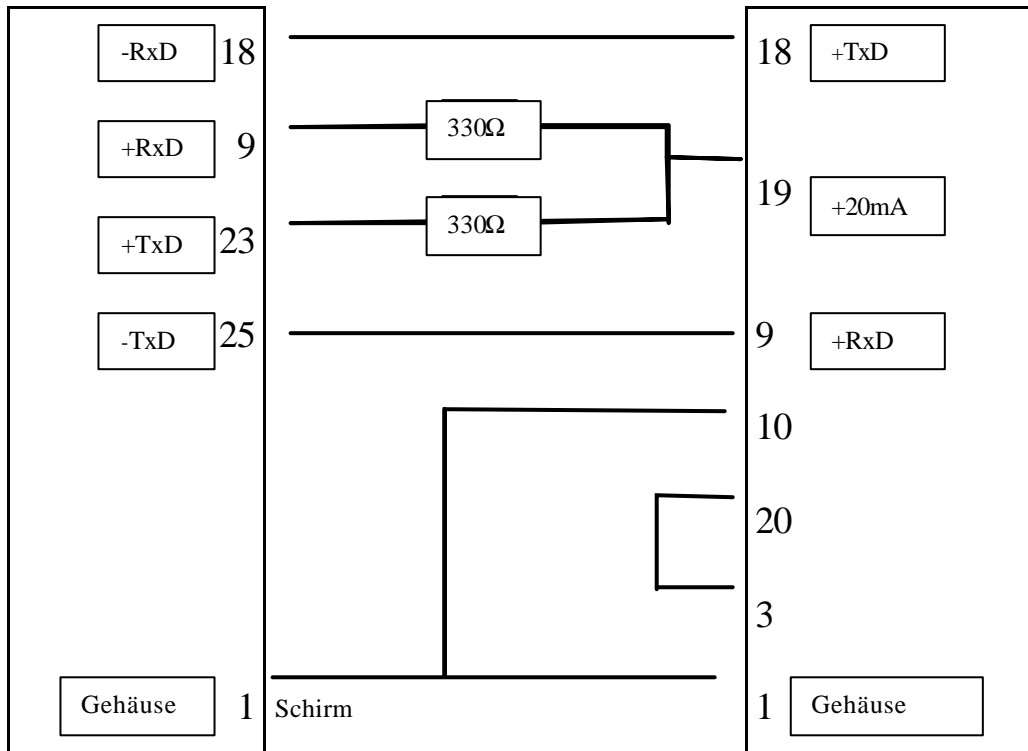 -RxD 18 18 +TxD
+RxD 9 330Ω
19 +20mA
+TxD 23 330Ω
-TxD 25 9 +RxD
10
20
3
Gehäuse 1 Schirm 1 Gehäuse